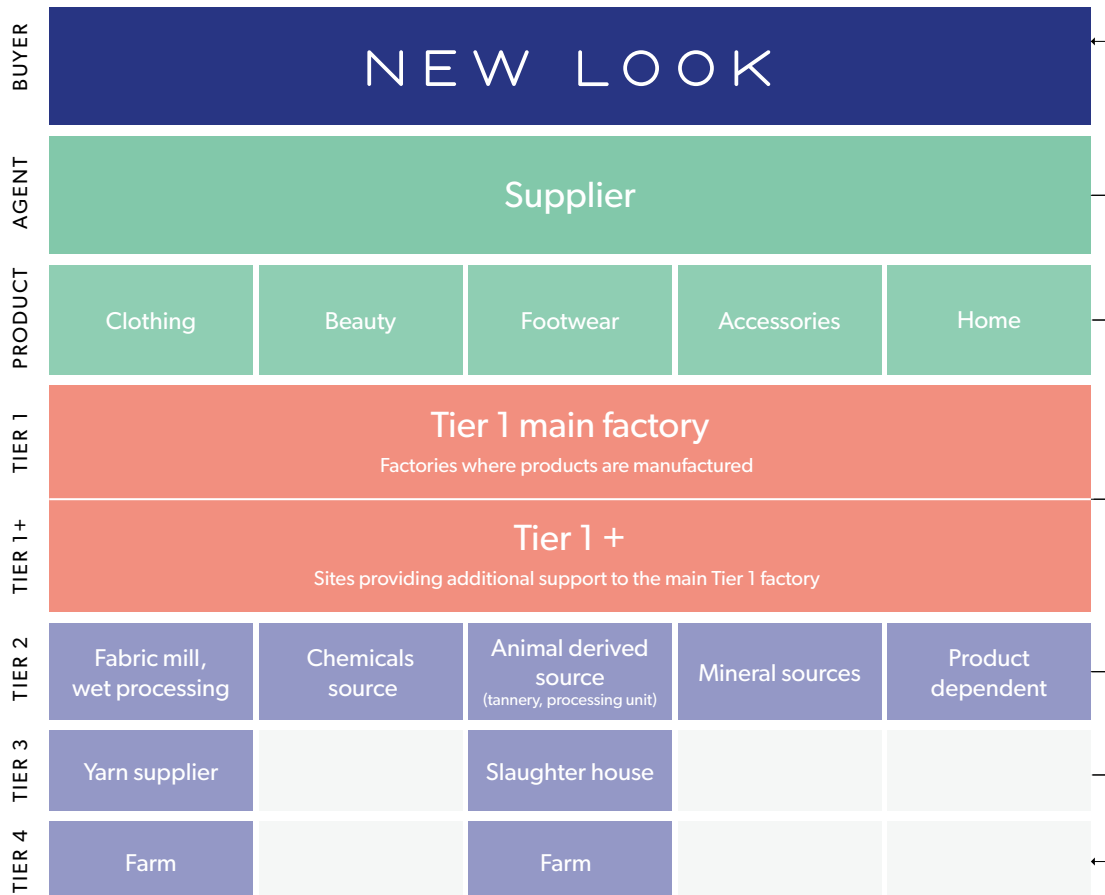 BUYER
NEW LOOK
AGENT
Supplier
PRODUCT
Clothing
Beauty
Footwear
Accessories
Home
TIER 1
Tier 1 main factory
Factories where products are manufactured
TIER 1+
Tier 1 +
Sites providing additional support to the main Tier 1 factory
TIER 2
Fabric mill,
wet processing
Chemicals
source
Animal derived
source
(tannery, processing unit)
Mineral sources
Product
dependent
TIER 3
Yarn supplier
Slaughter house
TIER 4
Farm
Farm